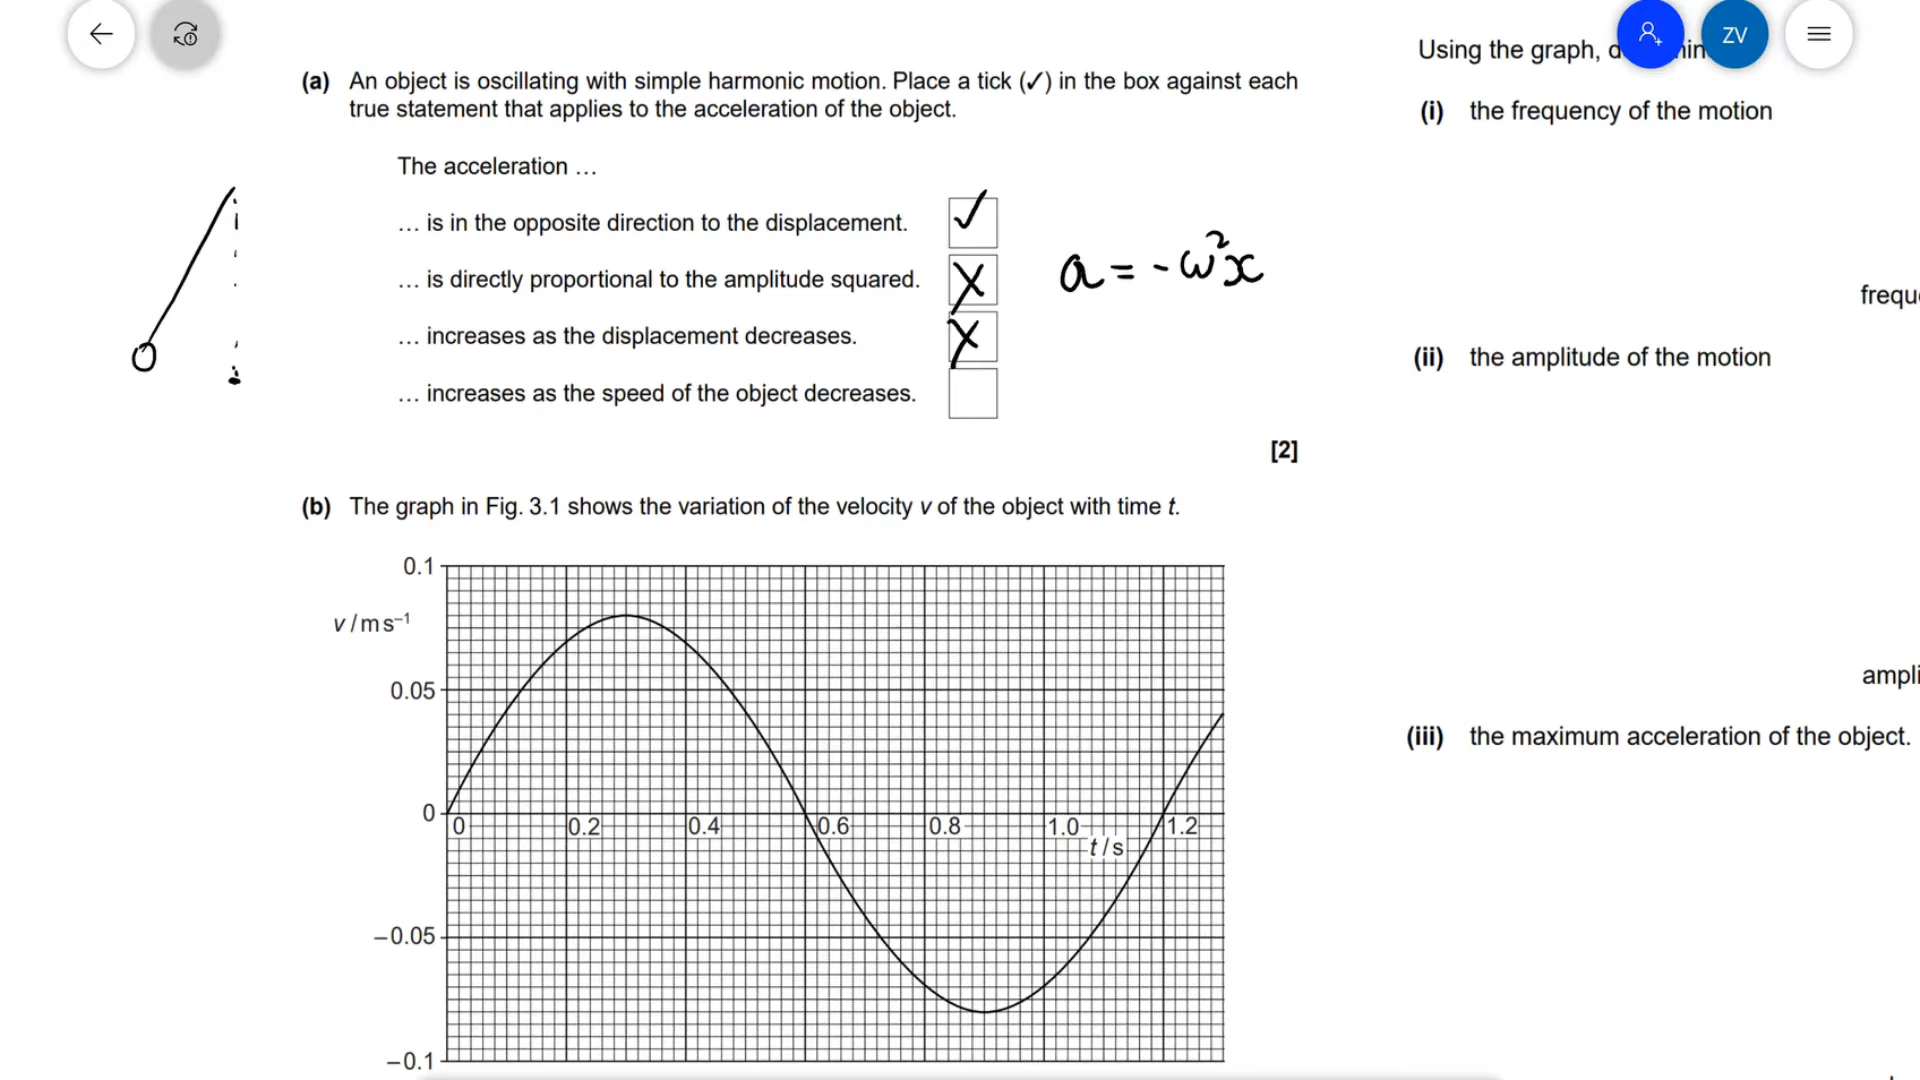 ZV
(a) An object is oscillating with simple harmonic motion. Place a tick (✓) in the box against each
true statement that applies to the acceleration of the object.
The acceleration …
… is in the opposite direction to the displacement. ✓
… is directly proportional to the amplitude squared. X
… increases as the displacement decreases. X
… increases as the speed of the object decreases.
a = -ω²x
[2]
(b) The graph in Fig. 3.1 shows the variation of the velocity v of the object with time t.
0.1
v / m s⁻¹
0.05
0
0 0.2 0.4 0.6 0.8 1.0 1.2
t / s
−0.05
−0.1
Using the graph,
(i) the frequency of the motion
frequ
(ii) the amplitude of the motion
ampli
(iii) the maximum acceleration of the object.